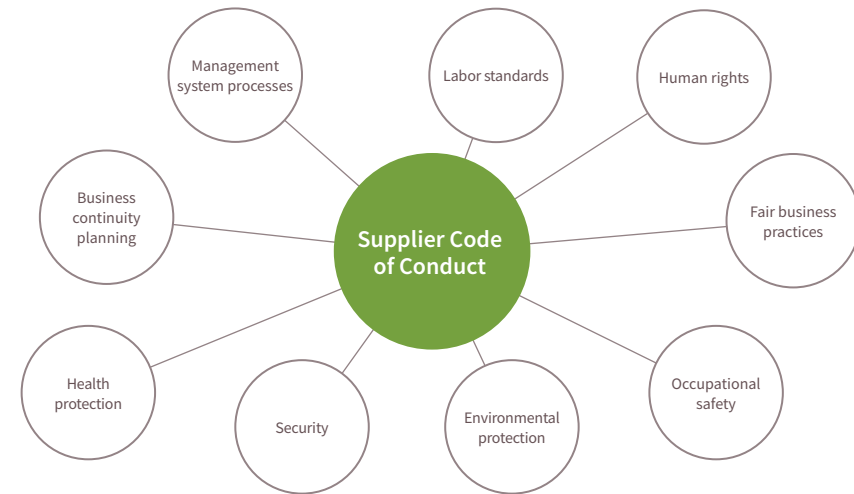 Management
system processes
Labor standards
Human rights
Business
continuity
planning
Supplier Code
of Conduct
Fair business
practices
Health
protection
Security
Environmental
protection
Occupational
safety